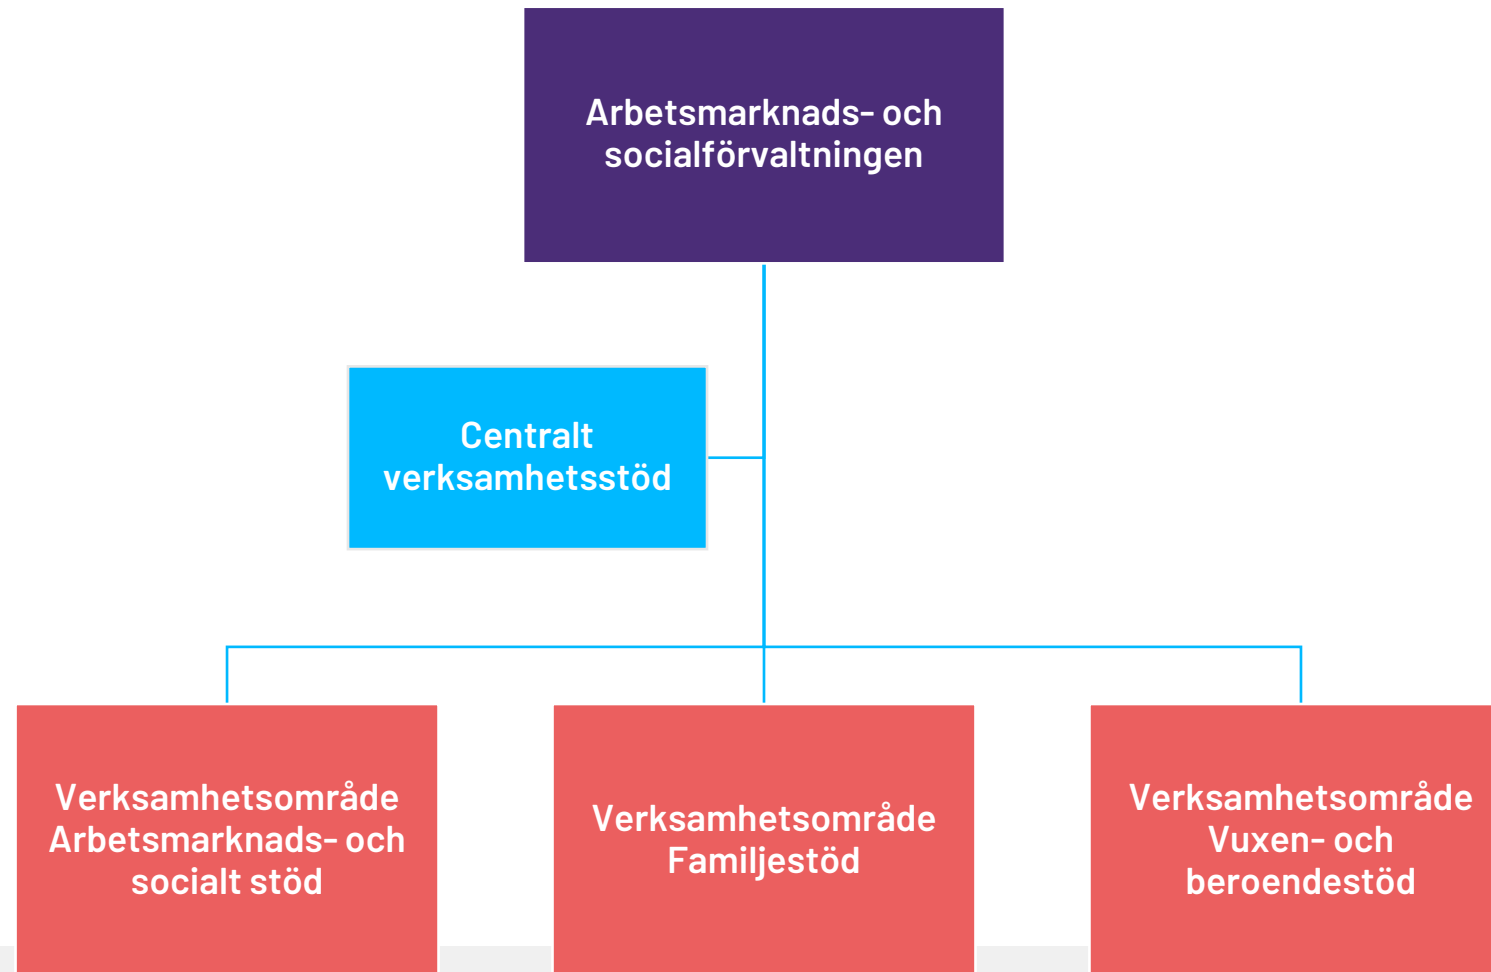 Arbetsmarknads- och
socialförvaltningen
Centralt
verksamhetsstöd
Verksamhetsområde
Arbetsmarknads- och
socialt stöd
Verksamhetsområde
Familjestöd
Verksamhetsområde
Vuxen- och
beroendestöd